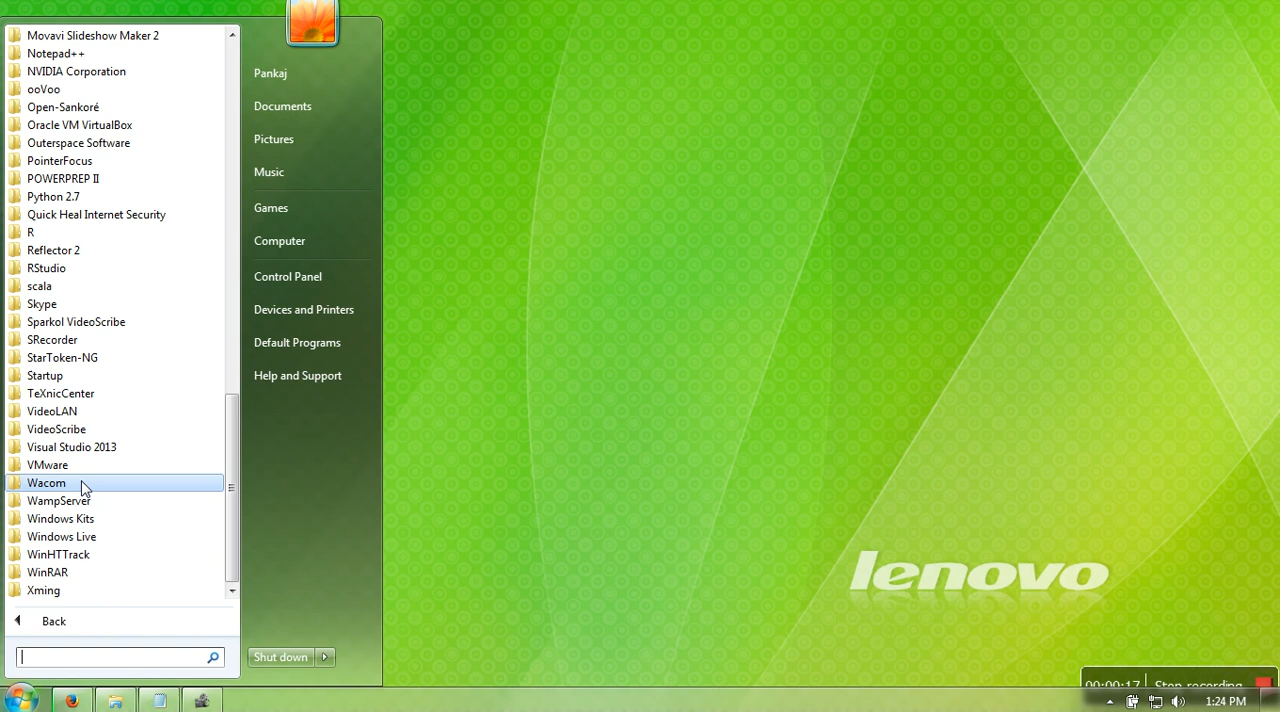 Movavi Slideshow Maker 2
Notepad++
NVIDIA Corporation
ooVoo
Open-Sankoré
Oracle VM VirtualBox
Outerspace Software
PointerFocus
POWERPREP II
Python 2.7
Quick Heal Internet Security
R
Reflector 2
RStudio
scala
Skype
Sparkol VideoScribe
SRecorder
StarToken-NG
Startup
TeXnicCenter
VideoLAN
VideoScribe
Visual Studio 2013
VMware
Wacom
WampServer
Windows Kits
Windows Live
WinHTTrack
WinRAR
Xming
Back
Pankaj
Documents
Pictures
Music
Games
Computer
Control Panel
Devices and Printers
Default Programs
Help and Support
Shut down
lenovo
00:00:17 Stop recording
1:24 PM